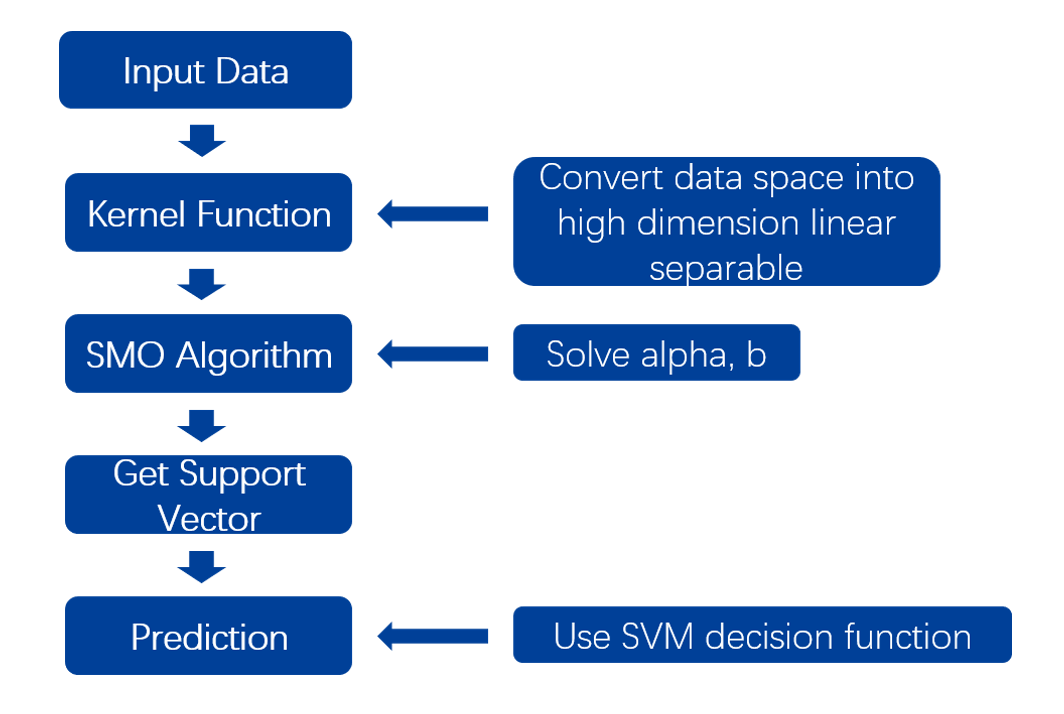 Input Data
Kernel Function
Convert data space into
high dimension linear
separable
SMO Algorithm
Solve alpha, b
Get Support
Vector
Prediction
Use SVM decision function